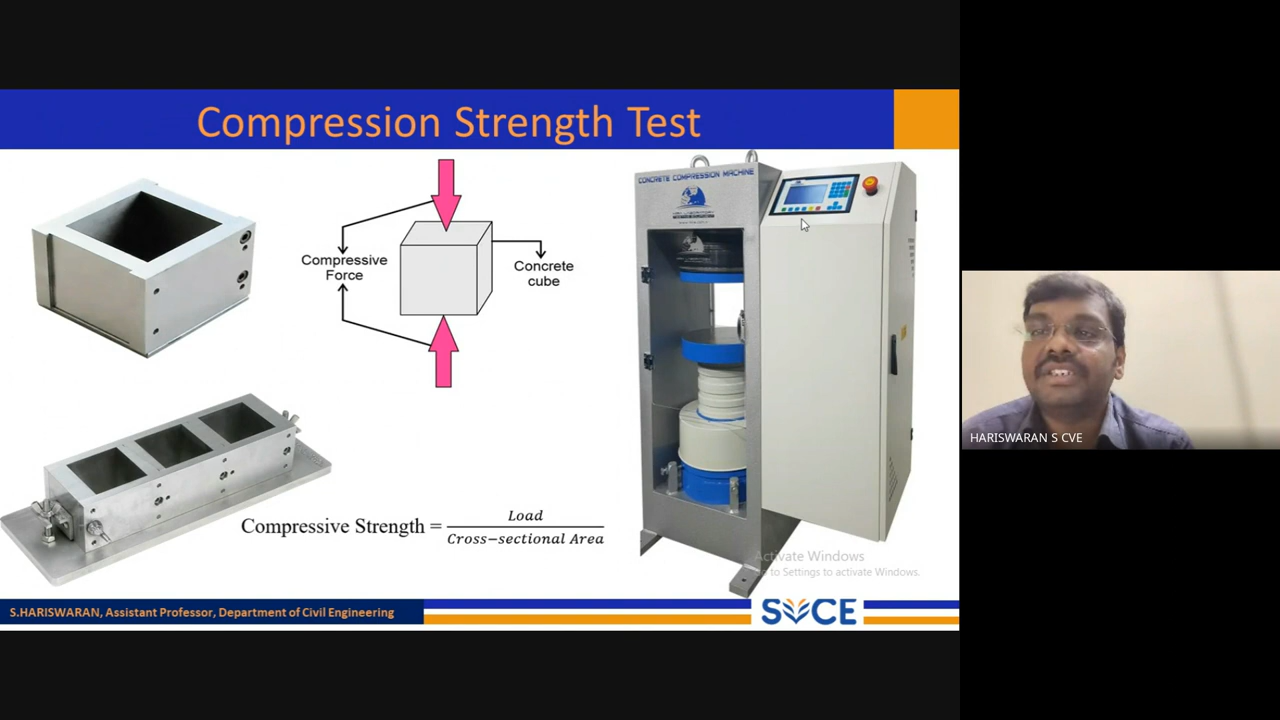 Compression Strength Test
Compressive
Force
Concrete
cube
CONCRETE COMPRESSION MACHINE
Compressive Strength = Load / Cross−sectional Area
Activate Windows
to Settings to activate Windows.
S.HARISWARAN, Assistant Professor, Department of Civil Engineering
SVCE
HARISWARAN S CVE